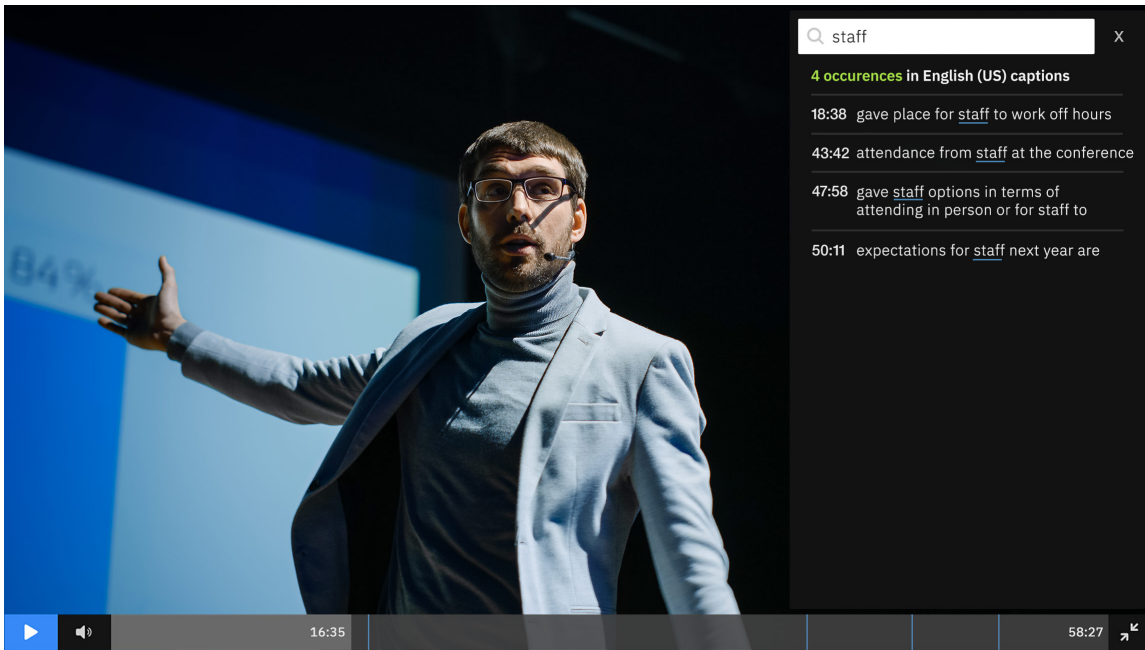 staff
X
4 occurences in English (US) captions
18:38 gave place for staff to work off hours
43:42 attendance from staff at the conference
47:58 gave staff options in terms of
attending in person or for staff to
50:11 expectations for staff next year are
84%
16:35
58:27